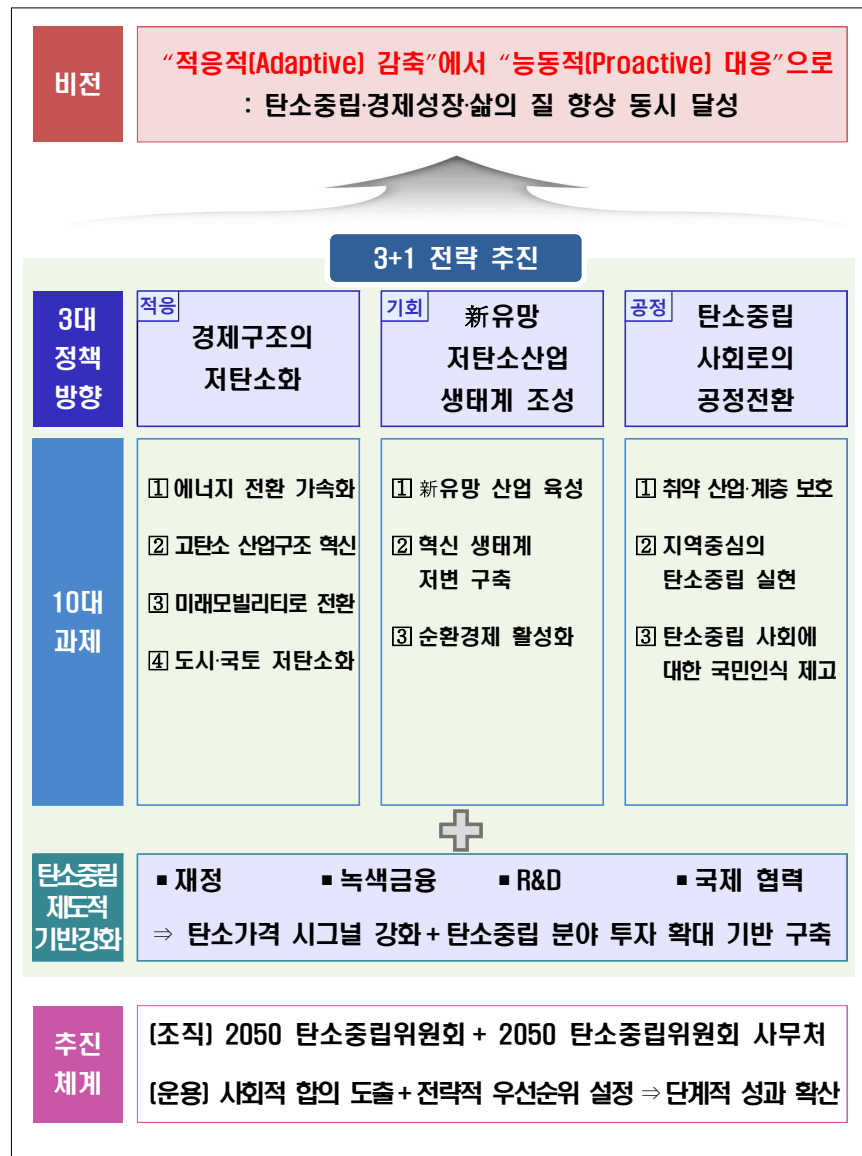 비전
“적응적(Adaptive) 감축”에서 “능동적(Proactive) 대응”으로
: 탄소중립·경제성장·삶의 질 향상 동시 달성
3+1 전략 추진
3대
정책
방향
적응
경제구조의
저탄소화
기회
新유망
저탄소산업
생태계 조성
공정
탄소중립
사회로의
공정전환
10대
과제
1 에너지 전환 가속화
2 고탄소 산업구조 혁신
3 미래모빌리티로 전환
4 도시·국토 저탄소화
1 新유망 산업 육성
2 혁신 생태계
저변 구축
3 순환경제 활성화
1 취약 산업·계층 보호
2 지역중심의
탄소중립 실현
3 탄소중립 사회에
대한 국민인식 제고
탄소중립
제도적
기반강화
▪ 재정 ▪ 녹색금융 ▪ R&D ▪ 국제 협력
⇒ 탄소가격 시그널 강화 + 탄소중립 분야 투자 확대 기반 구축
추진
체계
(조직) 2050 탄소중립위원회 + 2050 탄소중립위원회 사무처
(운용) 사회적 합의 도출 + 전략적 우선순위 설정 ⇒ 단계적 성과 확산